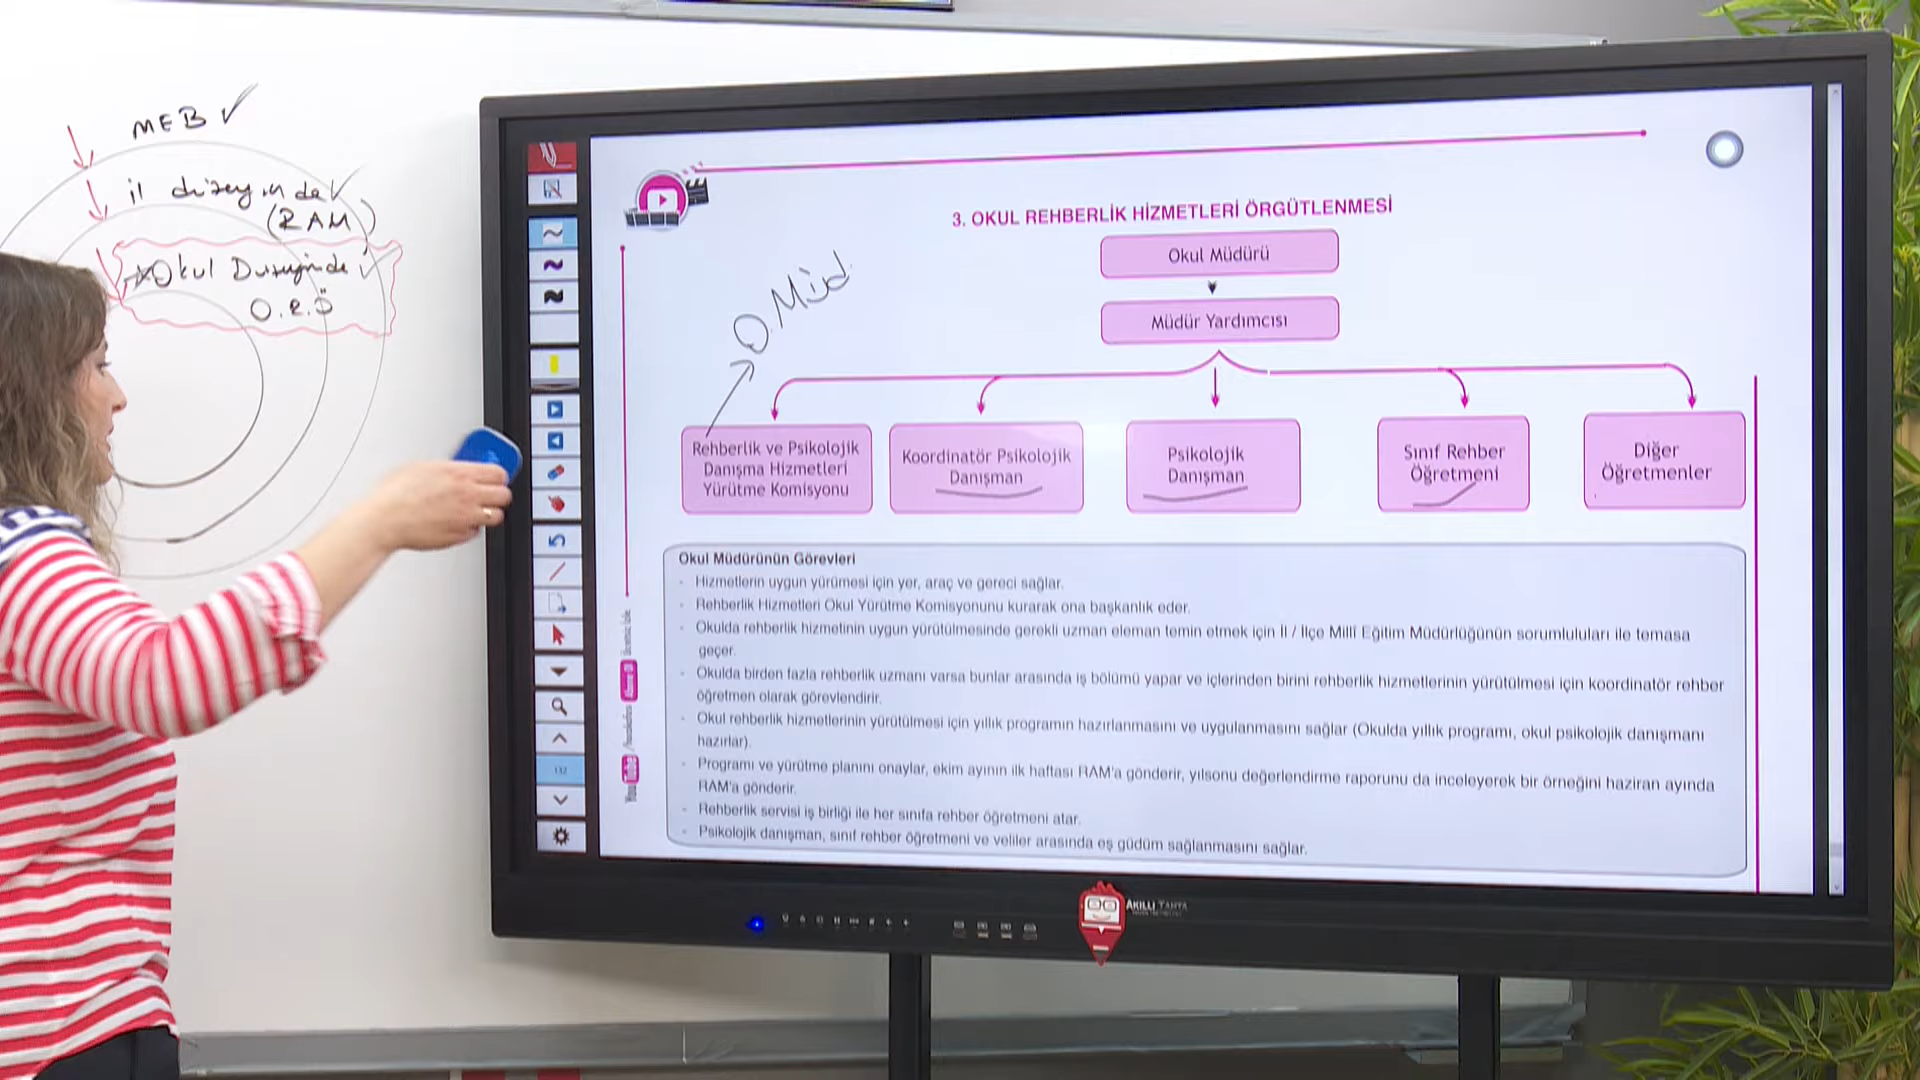 MEB ✓
il düzeyinde ✓
(RAM)
Okul Düzeyinde ✓
O.R.Ö
3. OKUL REHBERLİK HİZMETLERİ ÖRGÜTLENMESİ
Okul Müdürü
Müdür Yardımcısı
O.Müd.
Rehberlik ve Psikolojik
Danışma Hizmetleri
Yürütme Komisyonu
Koordinatör Psikolojik
Danışman
Psikolojik
Danışman
Sınıf Rehber
Öğretmeni
Diğer
Öğretmenler
Okul Müdürünün Görevleri
- Hizmetlerin uygun yürümesi için yer, araç ve gereci sağlar.
- Rehberlik Hizmetleri Okul Yürütme Komisyonunu kurarak ona başkanlık eder.
- Okulda rehberlik hizmetinin uygun yürütülmesinde gerekli uzman eleman temin etmek için İl / İlçe Millî Eğitim Müdürlüğünün sorumluluları ile temasa
geçer.
- Okulda birden fazla rehberlik uzmanı varsa bunlar arasında iş bölümü yapar ve içlerinden birini rehberlik hizmetlerinin yürütülmesi için koordinatör rehber
öğretmen olarak görevlendirir.
- Okul rehberlik hizmetlerinin yürütülmesi için yıllık programın hazırlanmasını ve uygulanmasını sağlar (Okulda yıllık programı, okul psikolojik danışmanı
hazırlar).
- Programı ve yürütme planını onaylar, ekim ayının ilk haftası RAM'a gönderir, yılsonu değerlendirme raporunu da inceleyerek bir örneğini haziran ayında
RAM'a gönderir.
- Rehberlik servisi iş birliği ile her sınıfa rehber öğretmeni atar.
- Psikolojik danışman, sınıf rehber öğretmeni ve veliler arasında eş güdüm sağlanmasını sağlar.
YouTube
132
AKILLI TAHTA